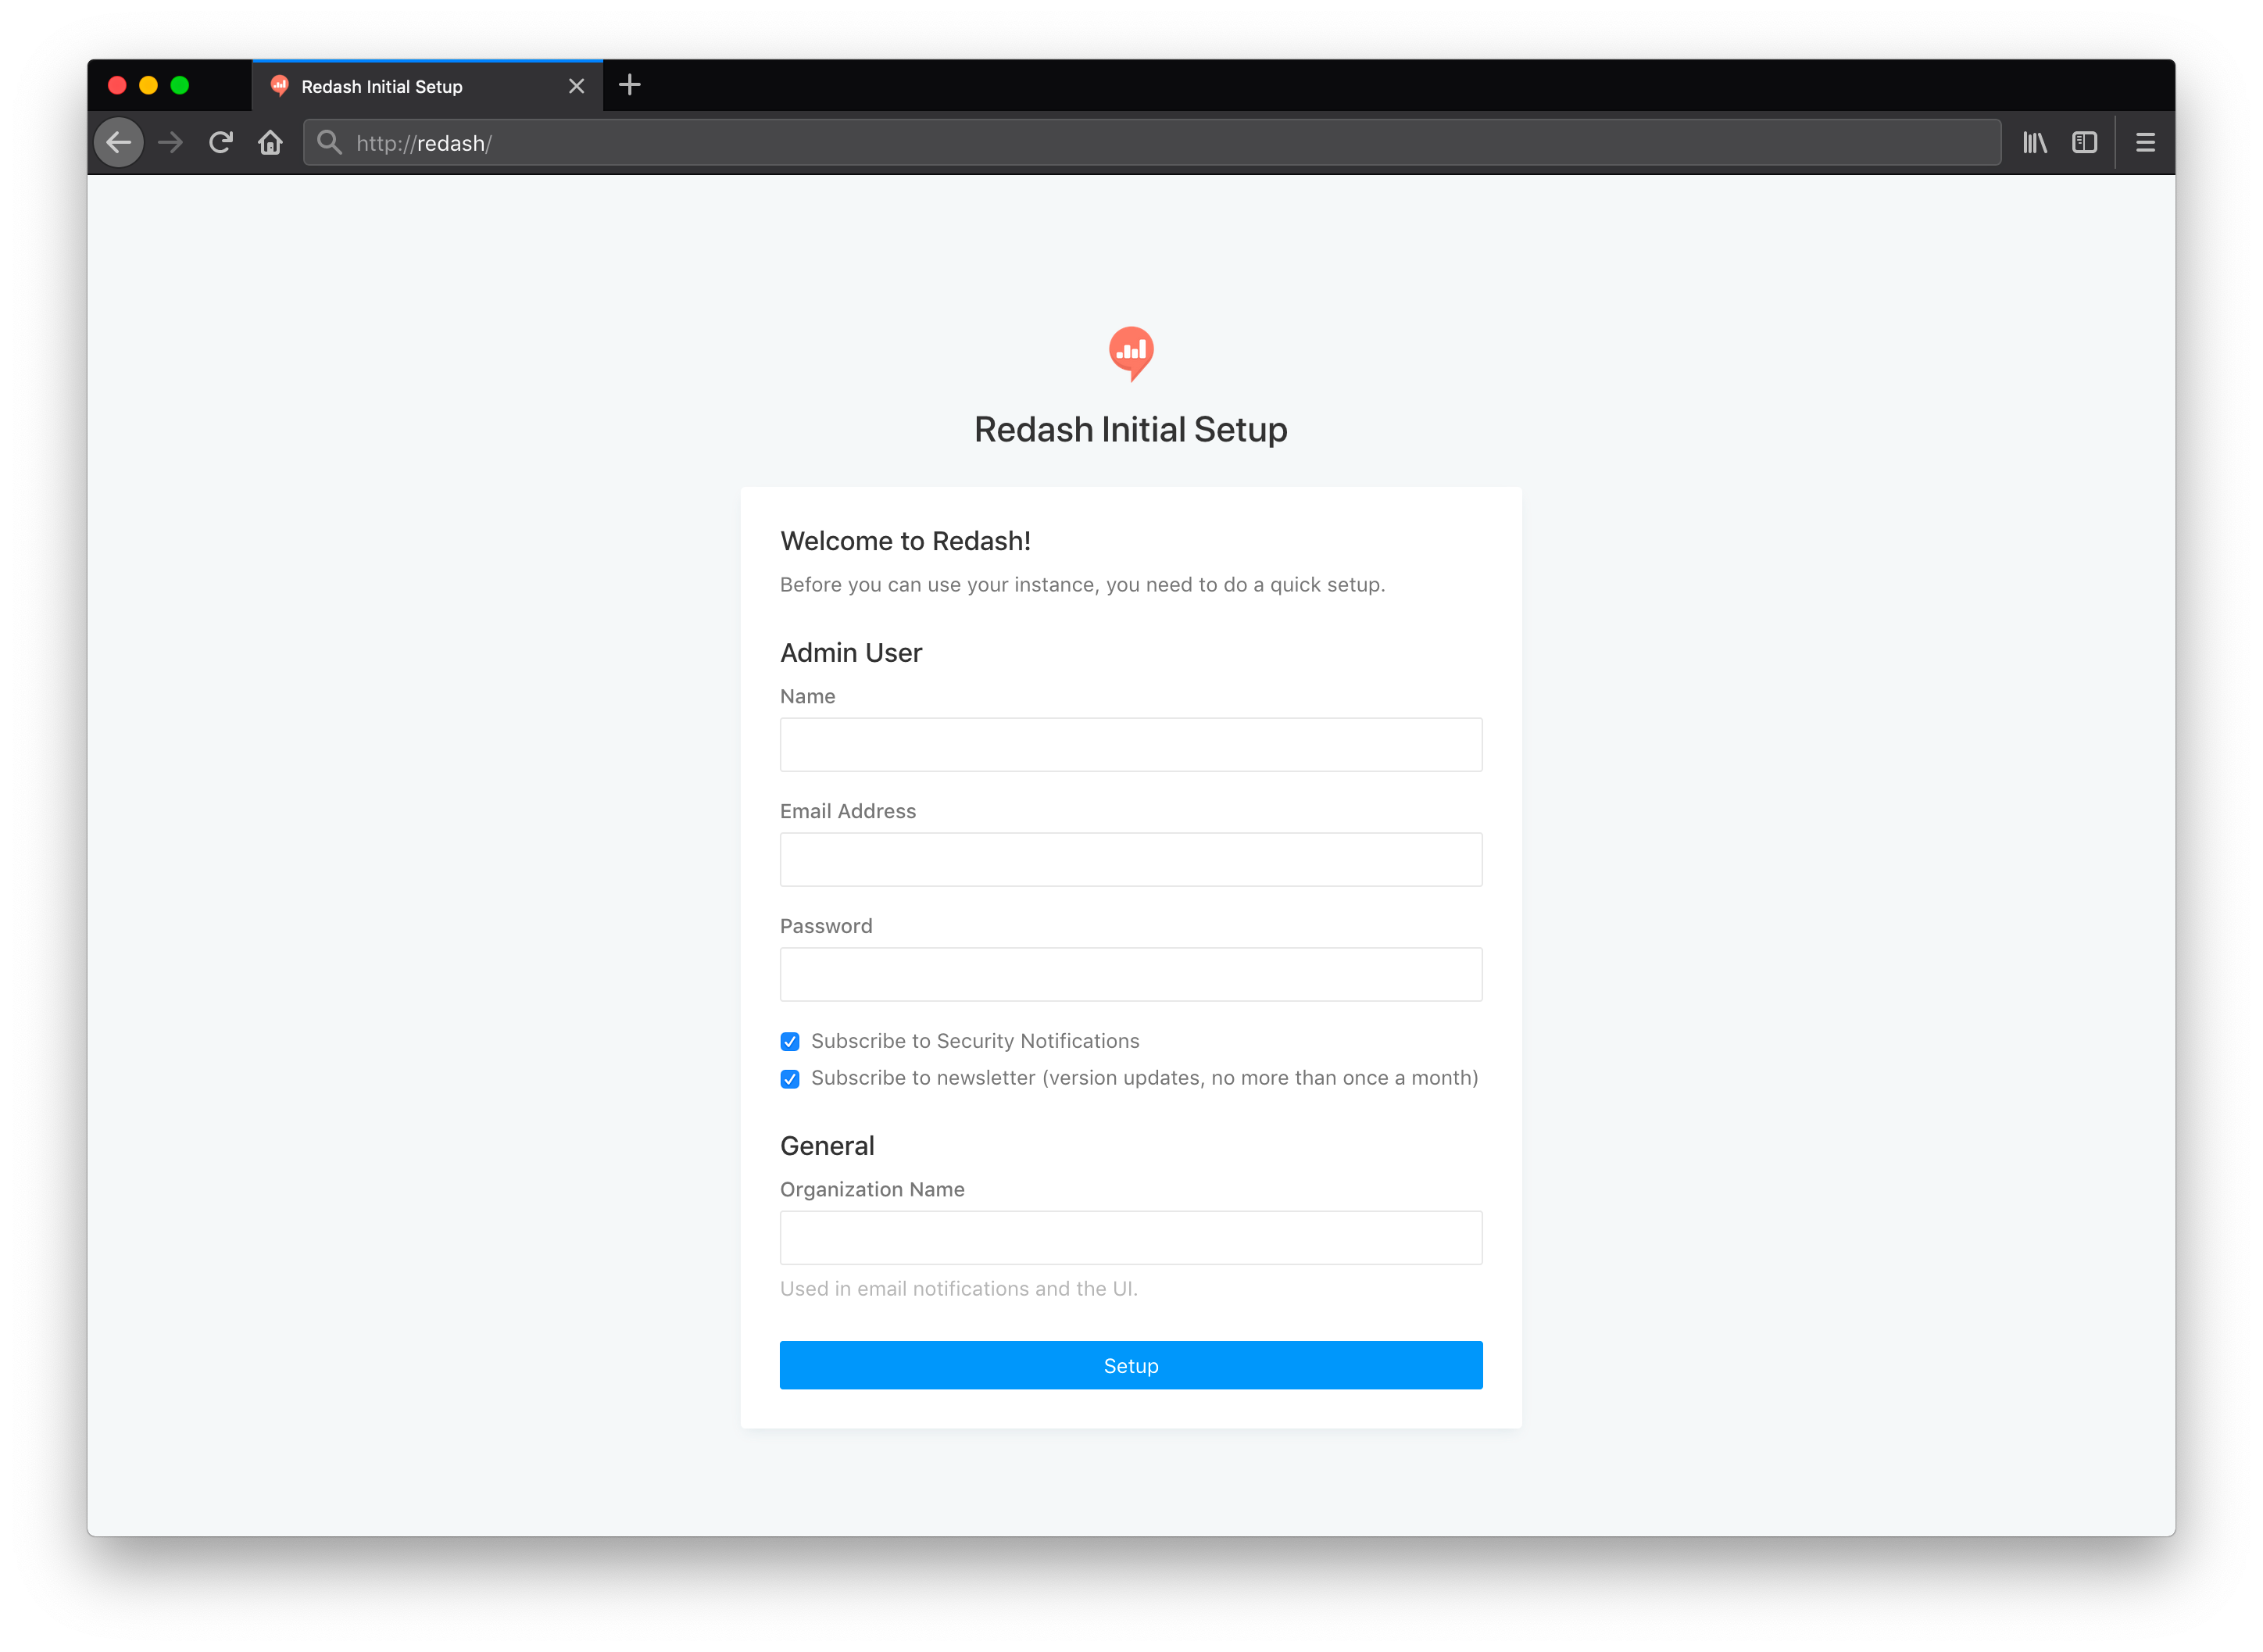 Redash Initial Setup
http://redash/
Redash Initial Setup
Welcome to Redash!
Before you can use your instance, you need to do a quick setup.
Admin User
Name
Email Address
Password
Subscribe to Security Notifications
Subscribe to newsletter (version updates, no more than once a month)
General
Organization Name
Used in email notifications and the UI.
Setup